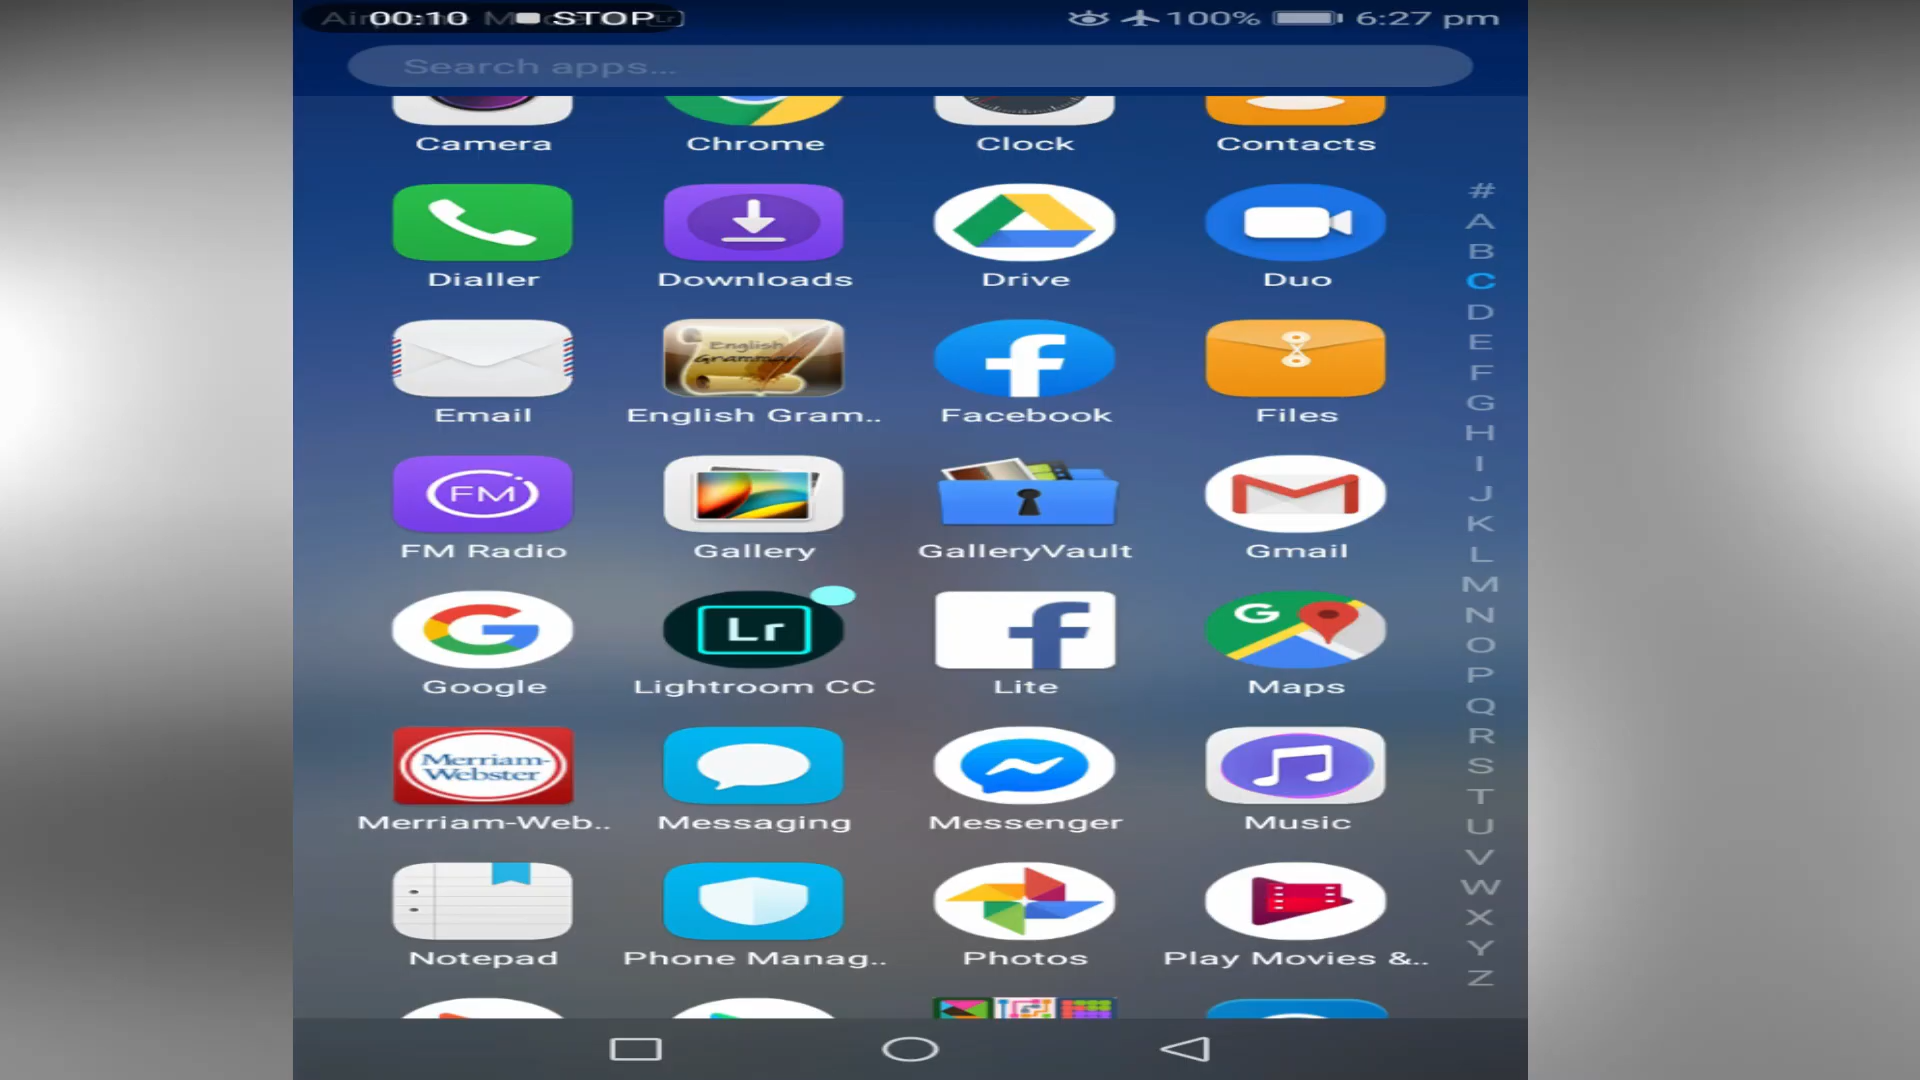 00:10 STOP 100% 6:27 pm
Search apps...
Camera Chrome Clock Contacts
Dialler Downloads Drive Duo
English
Grammar
Email English Gram.. Facebook Files
FM
FM Radio Gallery GalleryVault Gmail
G
Lr
Google Lightroom CC Lite Maps
Merriam-
Webster
Merriam-Web.. Messaging Messenger Music
Notepad Phone Manag.. Photos Play Movies &..
#
A
B
C
D
E
F
G
H
I
J
K
L
M
N
O
P
Q
R
S
T
U
V
W
X
Y
Z